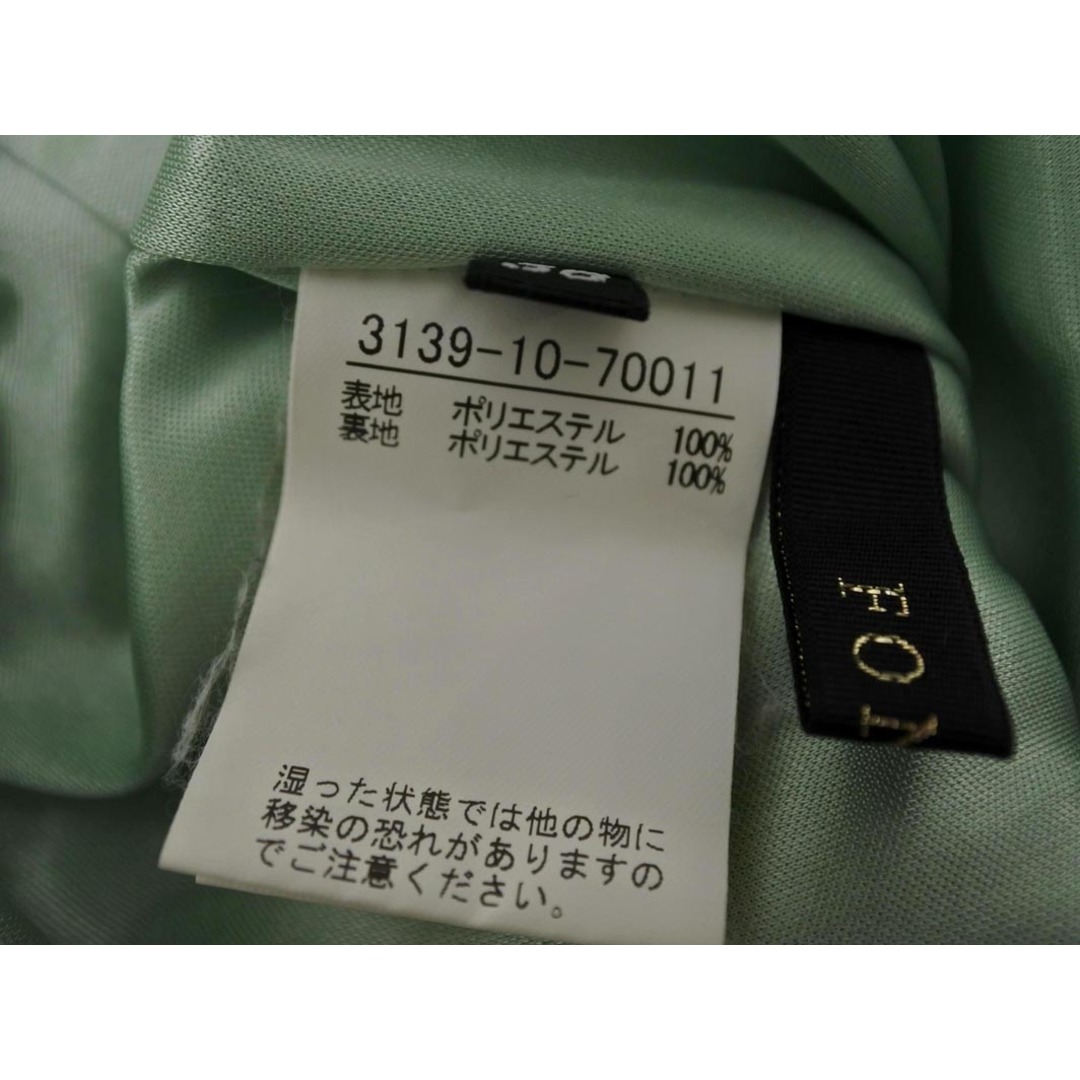 38
3139-10-70011
表地 ポリエステル 100%
裏地 ポリエステル 100%
湿った状態では他の物に
移染の恐れがありますの
でご注意ください。
FO